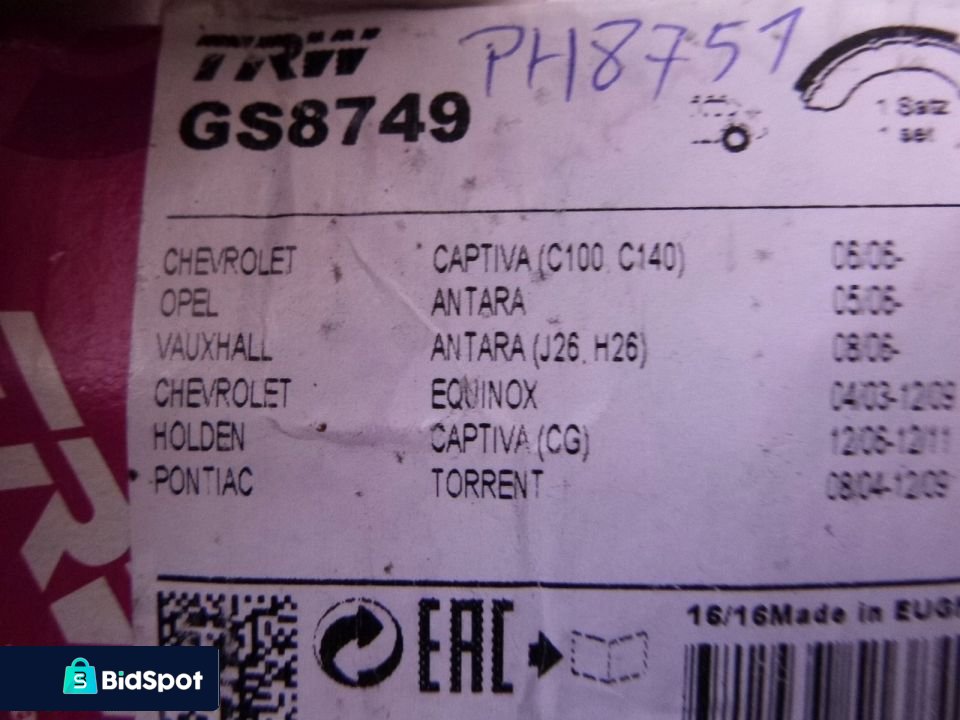 TRW
PH8751
GS8749
1 Satz
1 set
CHEVROLET CAPTIVA (C100, C140) 06/06-
OPEL ANTARA 05/06-
VAUXHALL ANTARA (J26, H26) 08/06-
CHEVROLET EQUINOX 04/03-12/09
HOLDEN CAPTIVA (CG) 12/06-12/11
PONTIAC TORRENT 08/04-12/09
EAC
16/16Made in EU
BidSpot